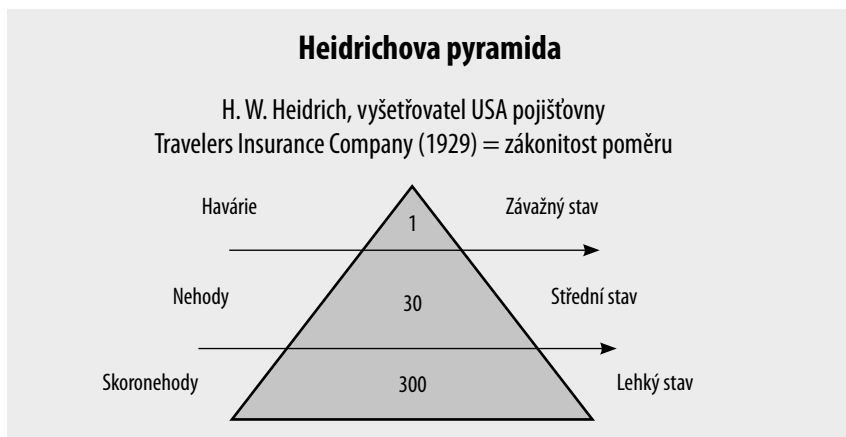 Heidrichova pyramida
H. W. Heidrich, vyšetřovatel USA pojišťovny
Travelers Insurance Company (1929) = zákonitost poměru
Havárie
1
Závažný stav
Nehody
30
Střední stav
Skoronehody
300
Lehký stav